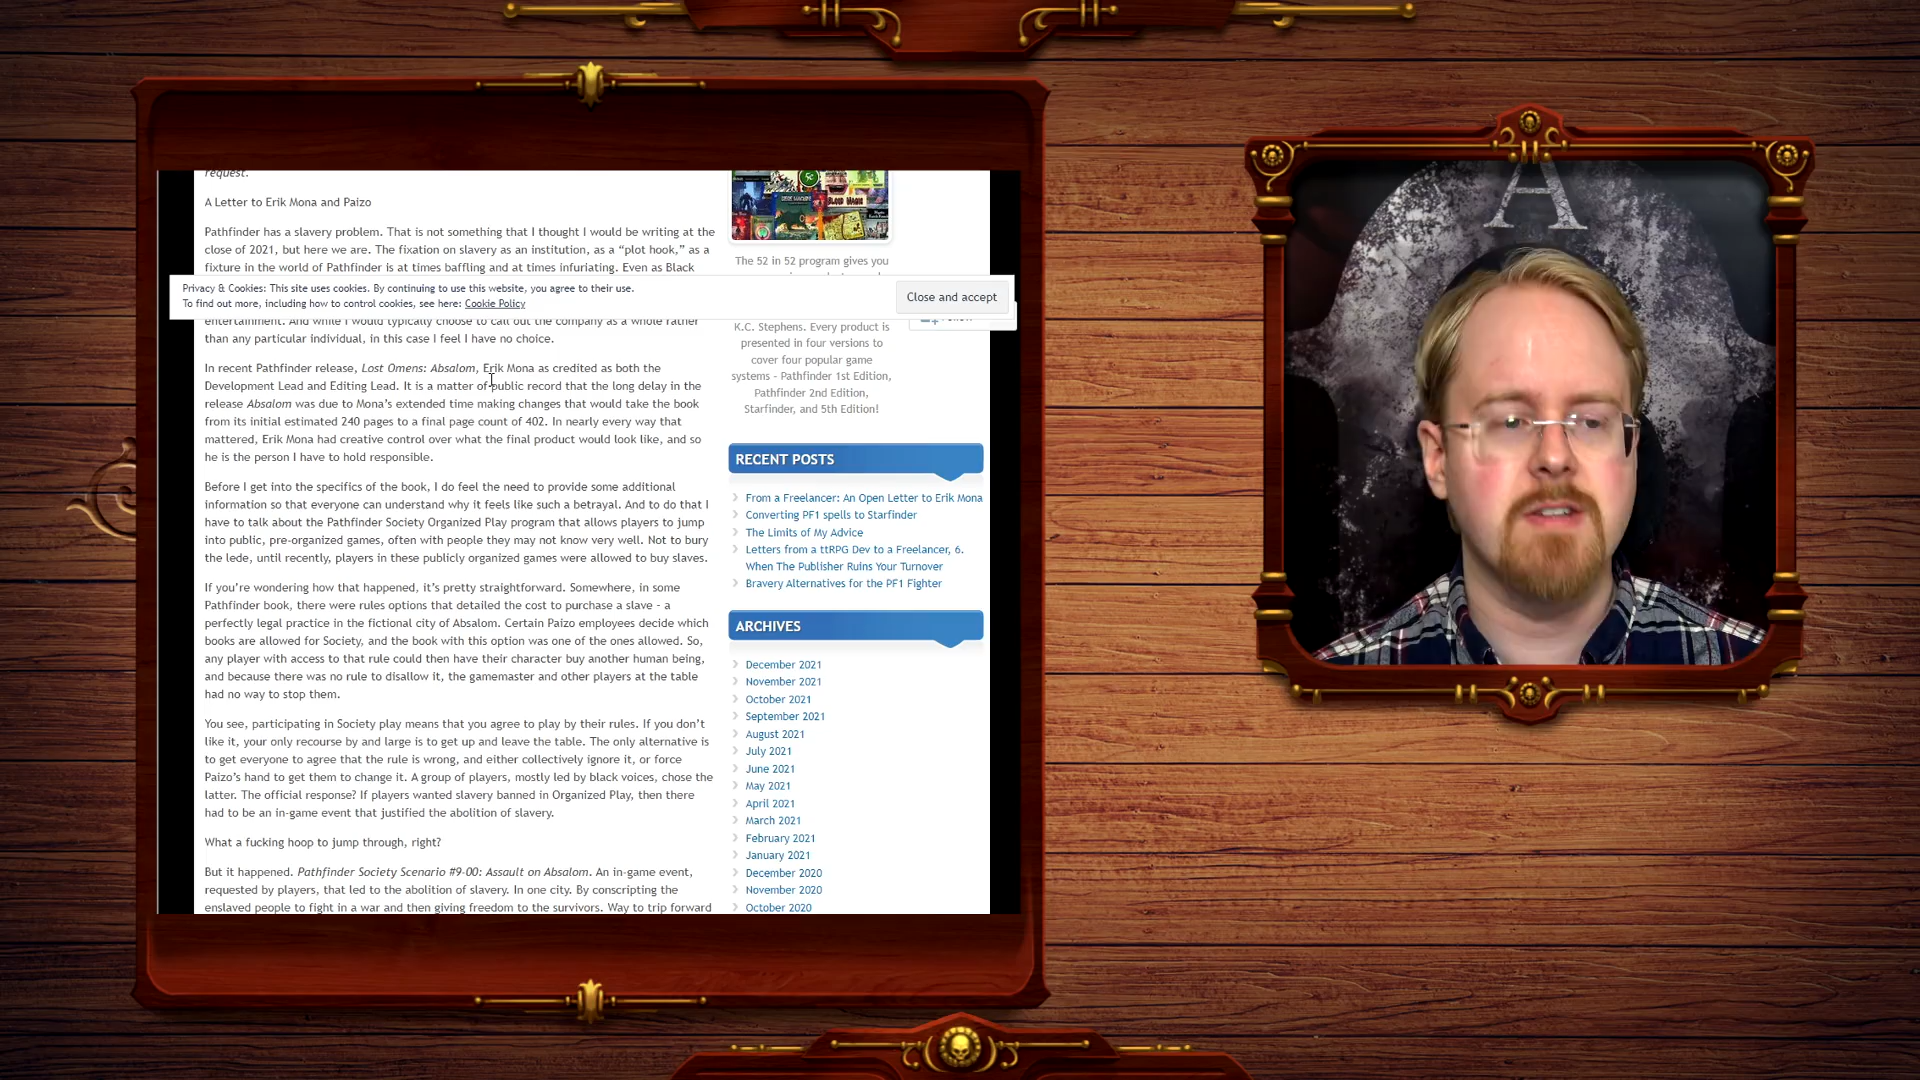 request.
A Letter to Erik Mona and Paizo
Pathfinder has a slavery problem. That is not something that I thought I would be writing at the
close of 2021, but here we are. The fixation on slavery as an institution, as a “plot hook,” as a
fixture in the world of Pathfinder is at times baffling and at times infuriating. Even as Black
Privacy & Cookies: This site uses cookies. By continuing to use this website, you agree to their use.
To find out more, including how to control cookies, see here: Cookie Policy
Close and accept
entertainment. And while I would typically choose to call out the company as a whole rather
than any particular individual, in this case I feel I have no choice.
In recent Pathfinder release, Lost Omens: Absalom, Erik Mona as credited as both the
Development Lead and Editing Lead. It is a matter of public record that the long delay in the
release Absalom was due to Mona’s extended time making changes that would take the book
from its initial estimated 240 pages to a final page count of 402. In nearly every way that
mattered, Erik Mona had creative control over what the final product would look like, and so
he is the person I have to hold responsible.
Before I get into the specifics of the book, I do feel the need to provide some additional
information so that everyone can understand why it feels like such a betrayal. And to do that I
have to talk about the Pathfinder Society Organized Play program that allows players to jump
into public, pre-organized games, often with people they may not know very well. Not to bury
the lede, until recently, players in these publicly organized games were allowed to buy slaves.
If you’re wondering how that happened, it’s pretty straightforward. Somewhere, in some
Pathfinder book, there were rules options that detailed the cost to purchase a slave – a
perfectly legal practice in the fictional city of Absalom. Certain Paizo employees decide which
books are allowed for Society, and the book with this option was one of the ones allowed. So,
any player with access to that rule could then have their character buy another human being,
and because there was no rule to disallow it, the gamemaster and other players at the table
had no way to stop them.
You see, participating in Society play means that you agree to play by their rules. If you don’t
like it, your only recourse by and large is to get up and leave the table. The only alternative is
to get everyone to agree that the rule is wrong, and either collectively ignore it, or force
Paizo’s hand to get them to change it. A group of players, mostly led by black voices, chose the
latter. The official response? If players wanted slavery banned in Organized Play, then there
had to be an in-game event that justified the abolition of slavery.
What a fucking hoop to jump through, right?
But it happened. Pathfinder Society Scenario #9-00: Assault on Absalom. An in-game event,
requested by players, that led to the abolition of slavery. In one city. By conscripting the
enslaved people to fight in a war and then giving freedom to the survivors. Way to trip forward
BLOOD MAGIC
The 52 in 52 program gives you
K.C. Stephens. Every product is
presented in four versions to
cover four popular game
systems - Pathfinder 1st Edition,
Pathfinder 2nd Edition,
Starfinder, and 5th Edition!
RECENT POSTS
From a Freelancer: An Open Letter to Erik Mona
Converting PF1 spells to Starfinder
The Limits of My Advice
Letters from a ttRPG Dev to a Freelancer, 6.
When The Publisher Ruins Your Turnover
Bravery Alternatives for the PF1 Fighter
ARCHIVES
December 2021
November 2021
October 2021
September 2021
August 2021
July 2021
June 2021
May 2021
April 2021
March 2021
February 2021
January 2021
December 2020
November 2020
October 2020
A